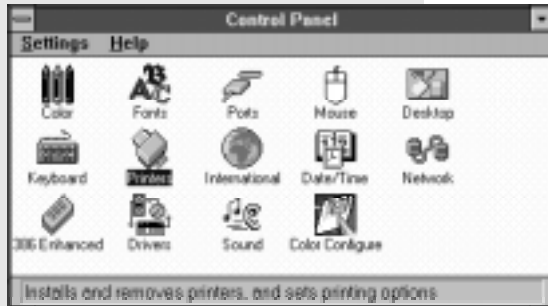 Control Panel
Settings Help
Color Fonts Ports Mouse Desktop
Keyboard Printers International Date/Time Network
386 Enhanced Drivers Sound Color Configure
Installs and removes printers, and sets printing options